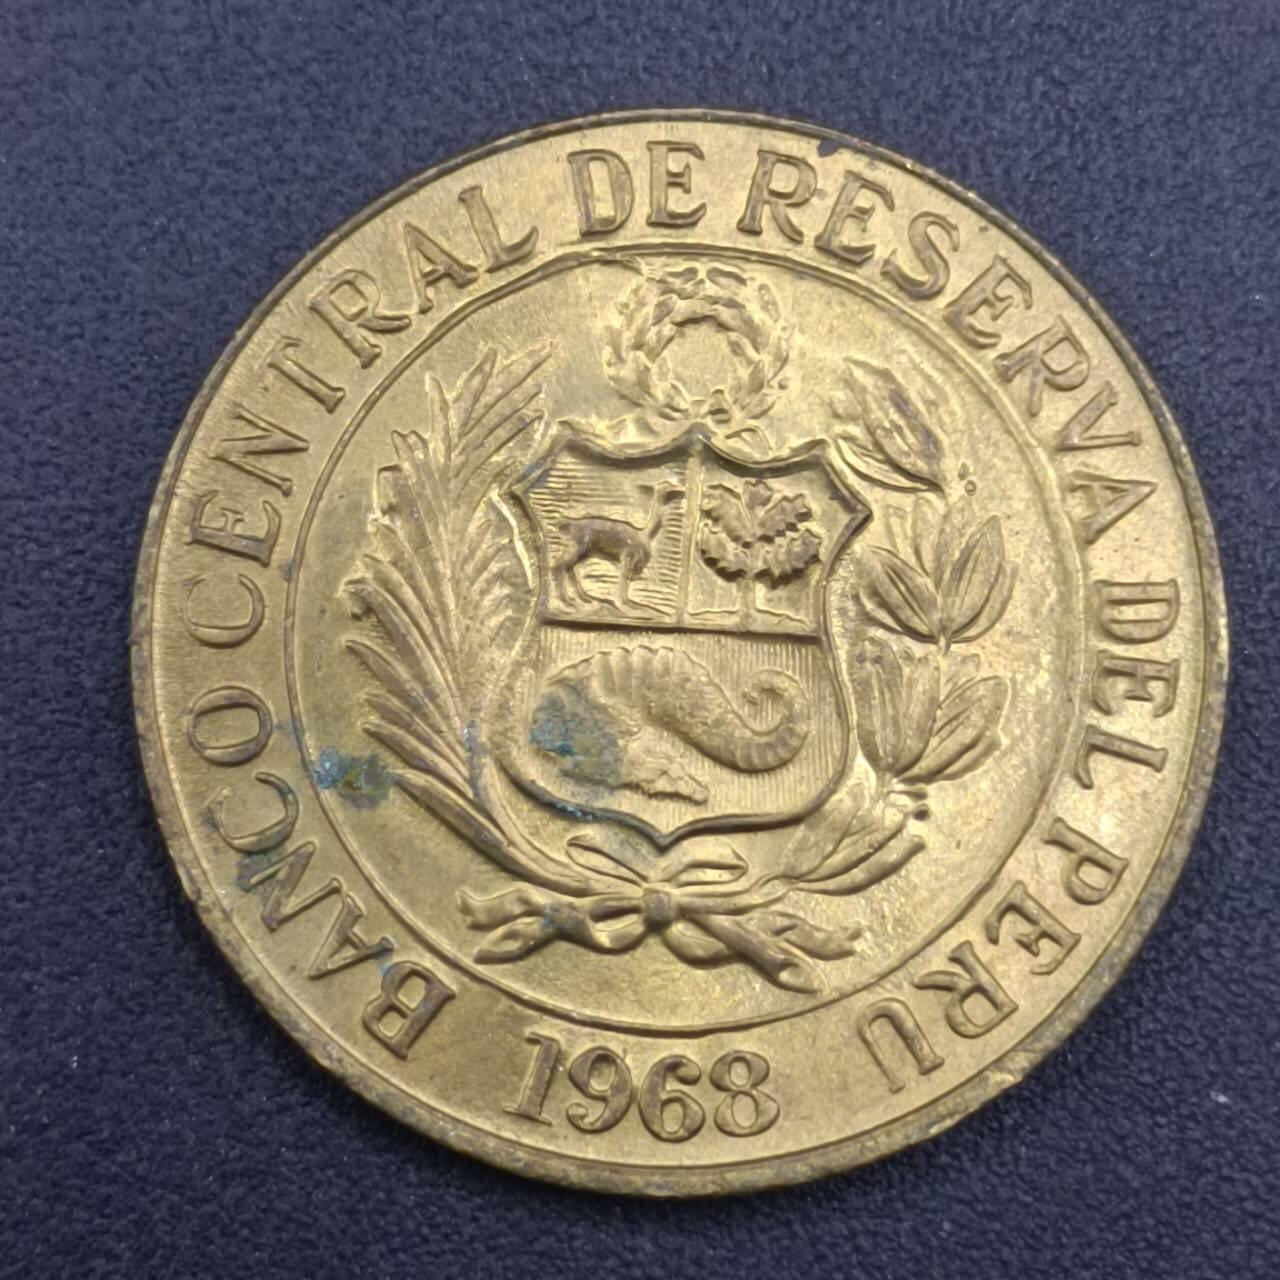 BANCO CENTRAL DE RESERVA DEL PERU
1968